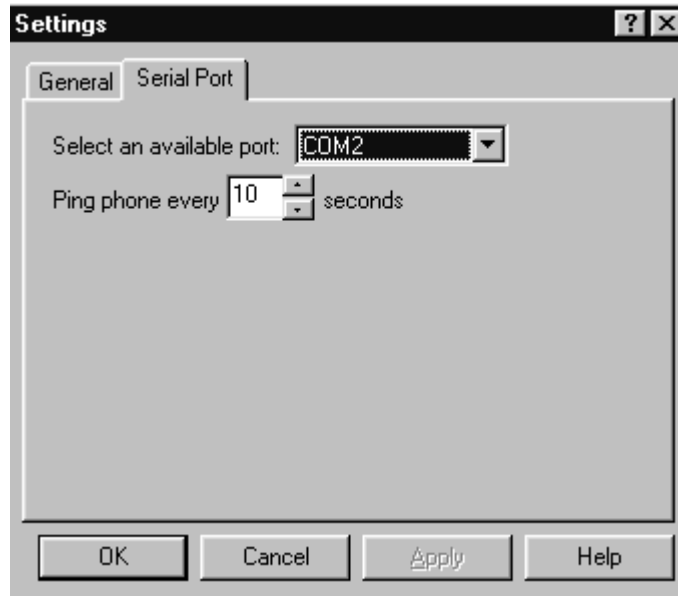 Settings
General Serial Port
Select an available port: COM2
Ping phone every 10 seconds
OK Cancel Apply Help